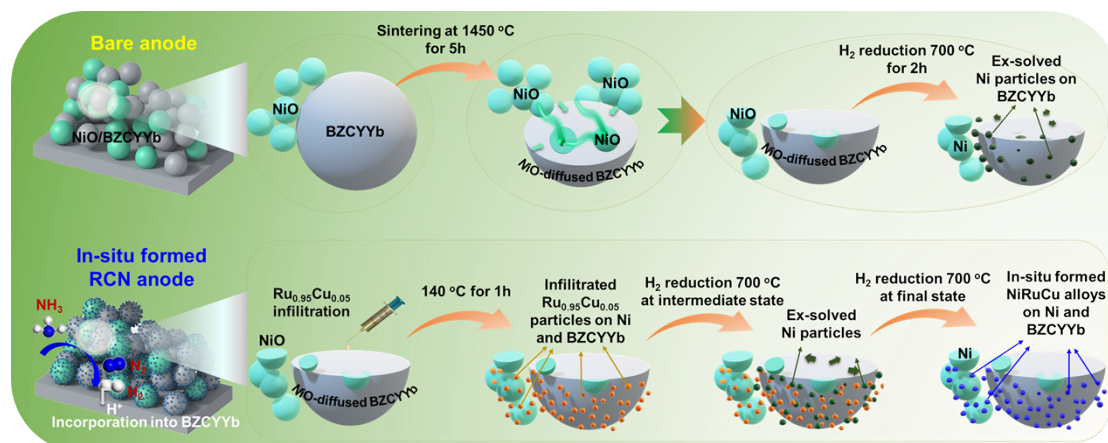 Bare anode
NiO/BZCYYb
NiO
BZCYYb
Sintering at 1450 °C
for 5h
NiO
NiO
NiO
NiO-diffused BZCYYb
H₂ reduction 700 °C
for 2h
NiO
NiO-diffused BZCYYb
Ex-solved
Ni particles on
BZCYYb
Ni
In-situ formed
RCN anode
NH₃
N₂
H₂
H⁺
Incorporation into BZCYYb
Ru₀.₉₅Cu₀.₀₅
infiltration
NiO
NiO-diffused BZCYYb
140 °C for 1h
Infiltrated
Ru₀.₉₅Cu₀.₀₅
particles on Ni
and BZCYYb
H₂ reduction 700 °C
at intermediate state
Ex-solved
Ni particles
H₂ reduction 700 °C
at final state
In-situ formed
NiRuCu alloys
on Ni and
BZCYYb
Ni